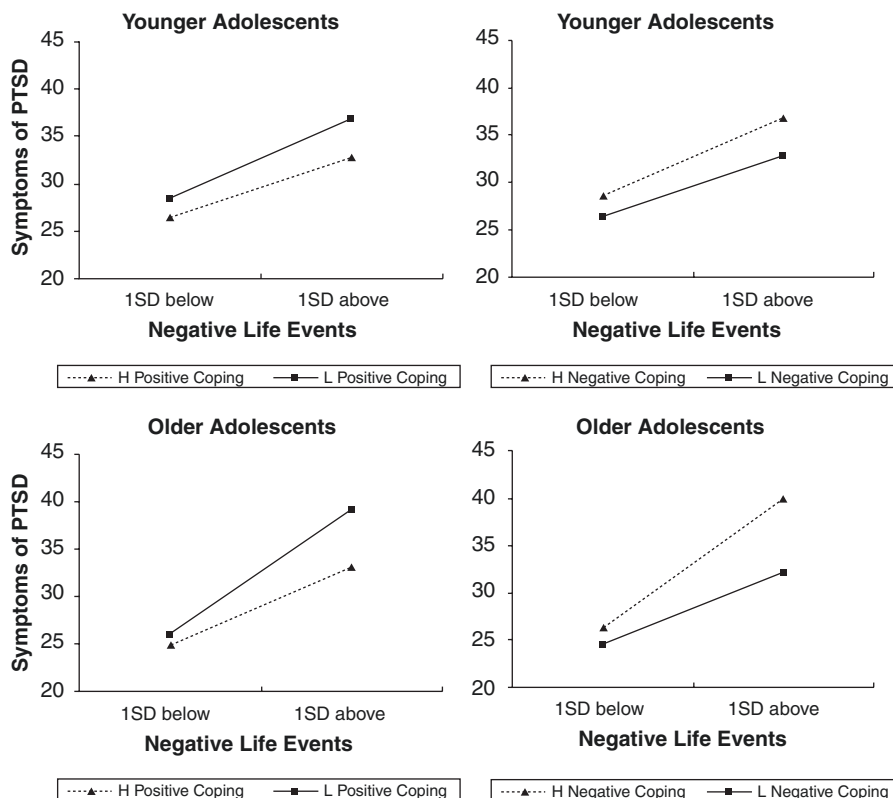 Younger Adolescents
45
40
35
30
25
20
Symptoms of PTSD
1SD below 1SD above
Negative Life Events
H Positive Coping L Positive Coping
Younger Adolescents
45
40
35
30
25
20
1SD below 1SD above
Negative Life Events
H Negative Coping L Negative Coping
Older Adolescents
45
40
35
30
25
20
Symptoms of PTSD
1SD below 1SD above
Negative Life Events
H Positive Coping L Positive Coping
Older Adolescents
45
40
35
30
25
20
1SD below 1SD above
Negative Life Events
H Negative Coping L Negative Coping